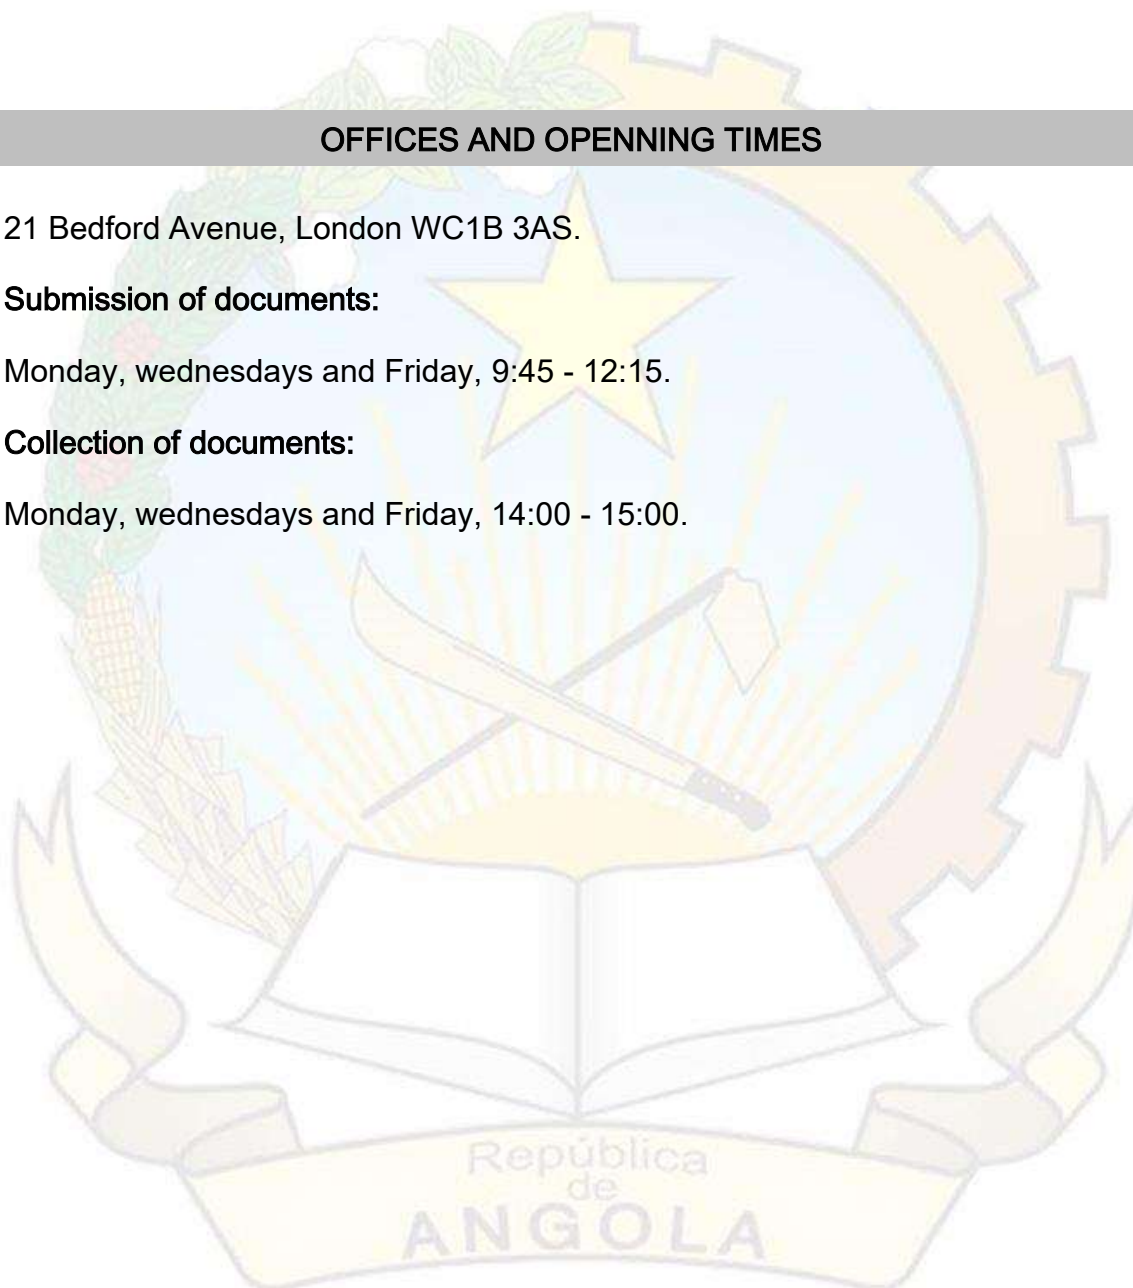 OFFICES AND OPENNING TIMES
21 Bedford Avenue, London WC1B 3AS.
Submission of documents:
Monday, wednesdays and Friday, 9:45 - 12:15.
Collection of documents:
Monday, wednesdays and Friday, 14:00 - 15:00.
República
de
ANGOLA